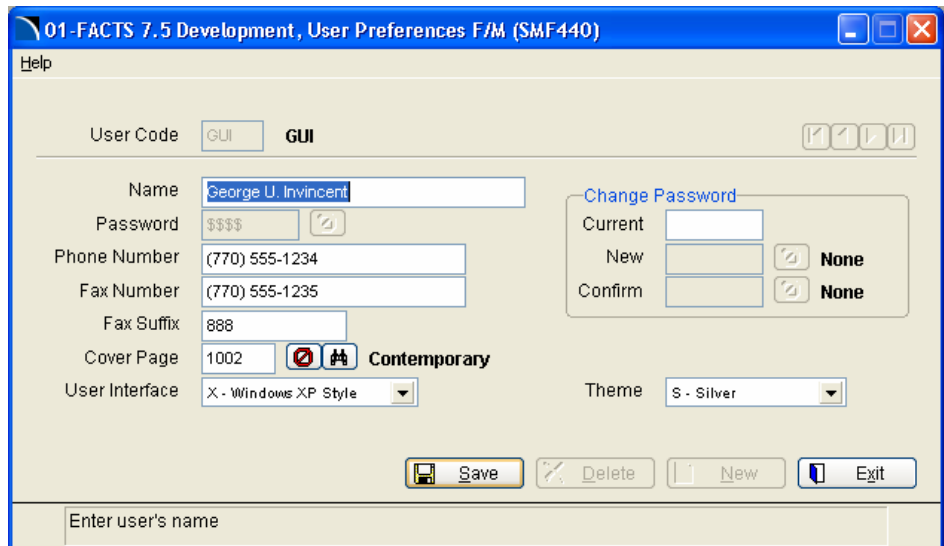 01-FACTS 7.5 Development, User Preferences F/M (SMF440)
Help
User Code GUI GUI
Name George U. Invincent
Change Password
Password $$$$
Current
Phone Number (770) 555-1234
New None
Fax Number (770) 555-1235
Confirm None
Fax Suffix 888
Cover Page 1002 Contemporary
User Interface X - Windows XP Style Theme S - Silver
Save Delete New Exit
Enter user's name